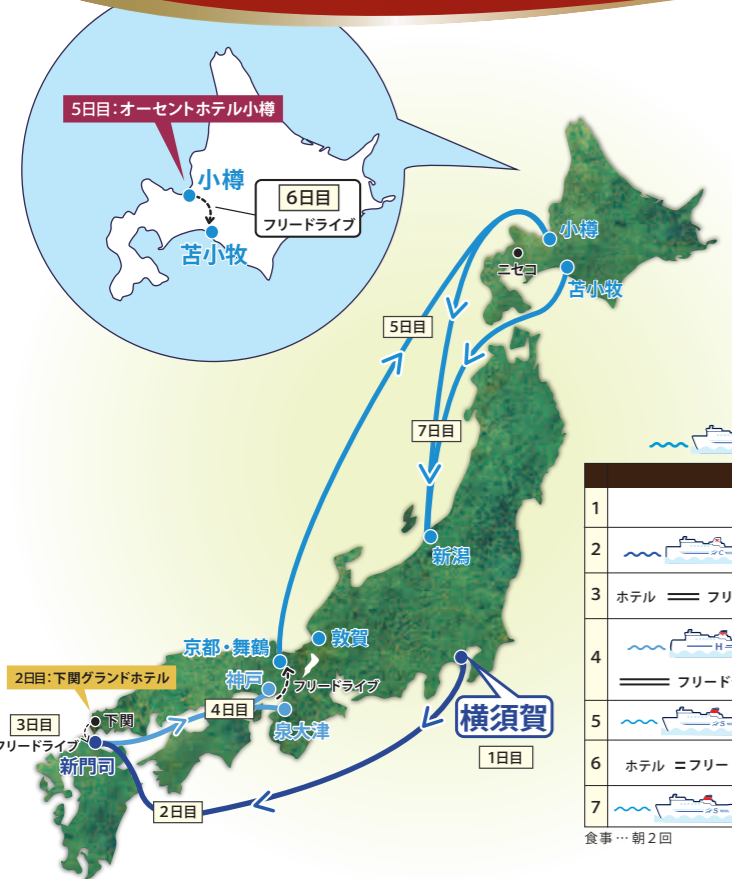 5日目：オーセントホテル小樽
小樽
6日目
フリードライブ
苫小牧
小樽
ニセコ
苫小牧
5日目
7日目
新潟
敦賀
京都・舞鶴
神戸
フリードライブ
2日目：下関グランドホテル
4日目
泉大津
下関
3日目
フリードライブ
新門司
横須賀
1日目
2日目
1
2
3 ホテル フリ
4
フリード
5
6 ホテル フリー
7
食事…朝2回